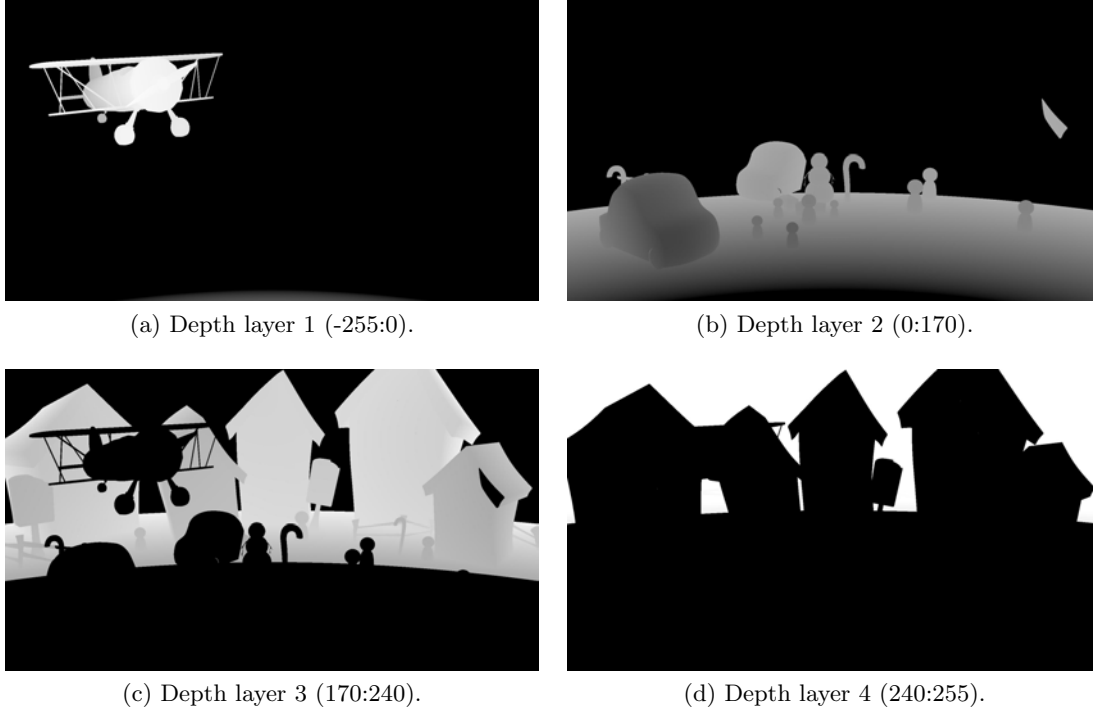 (a) Depth layer 1 (-255:0).
(b) Depth layer 2 (0:170).
(c) Depth layer 3 (170:240).
(d) Depth layer 4 (240:255).